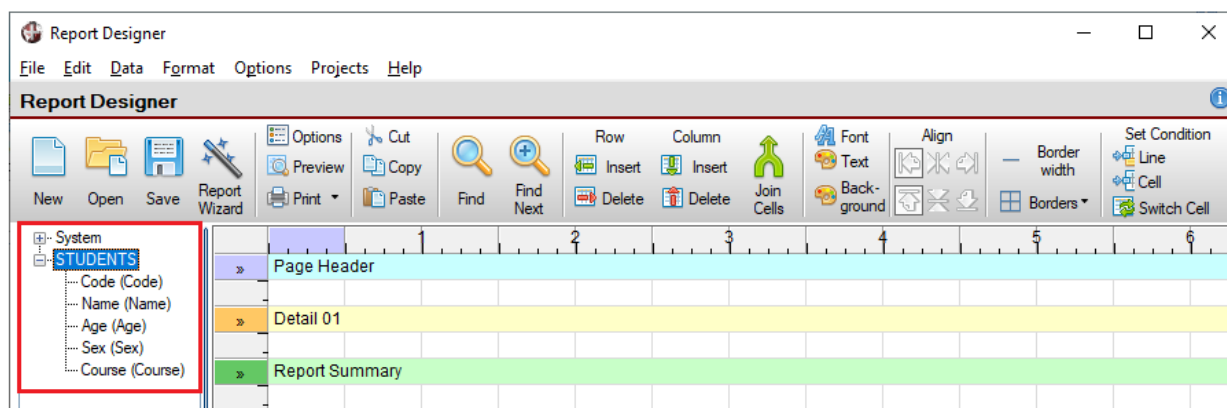 Report Designer
File Edit Data Format Options Projects Help
Report Designer
New
Open
Save
Report
Wizard
Options
Preview
Print
Cut
Copy
Paste
Find
Find
Next
Row
Insert
Delete
Column
Insert
Delete
Join
Cells
Font
Text
Back-
ground
Align
Border
width
Borders
Set Condition
Line
Cell
Switch Cell
System
STUDENTS
Code (Code)
Name (Name)
Age (Age)
Sex (Sex)
Course (Course)
1 2 3 4 5 6
» Page Header
» Detail 01
» Report Summary